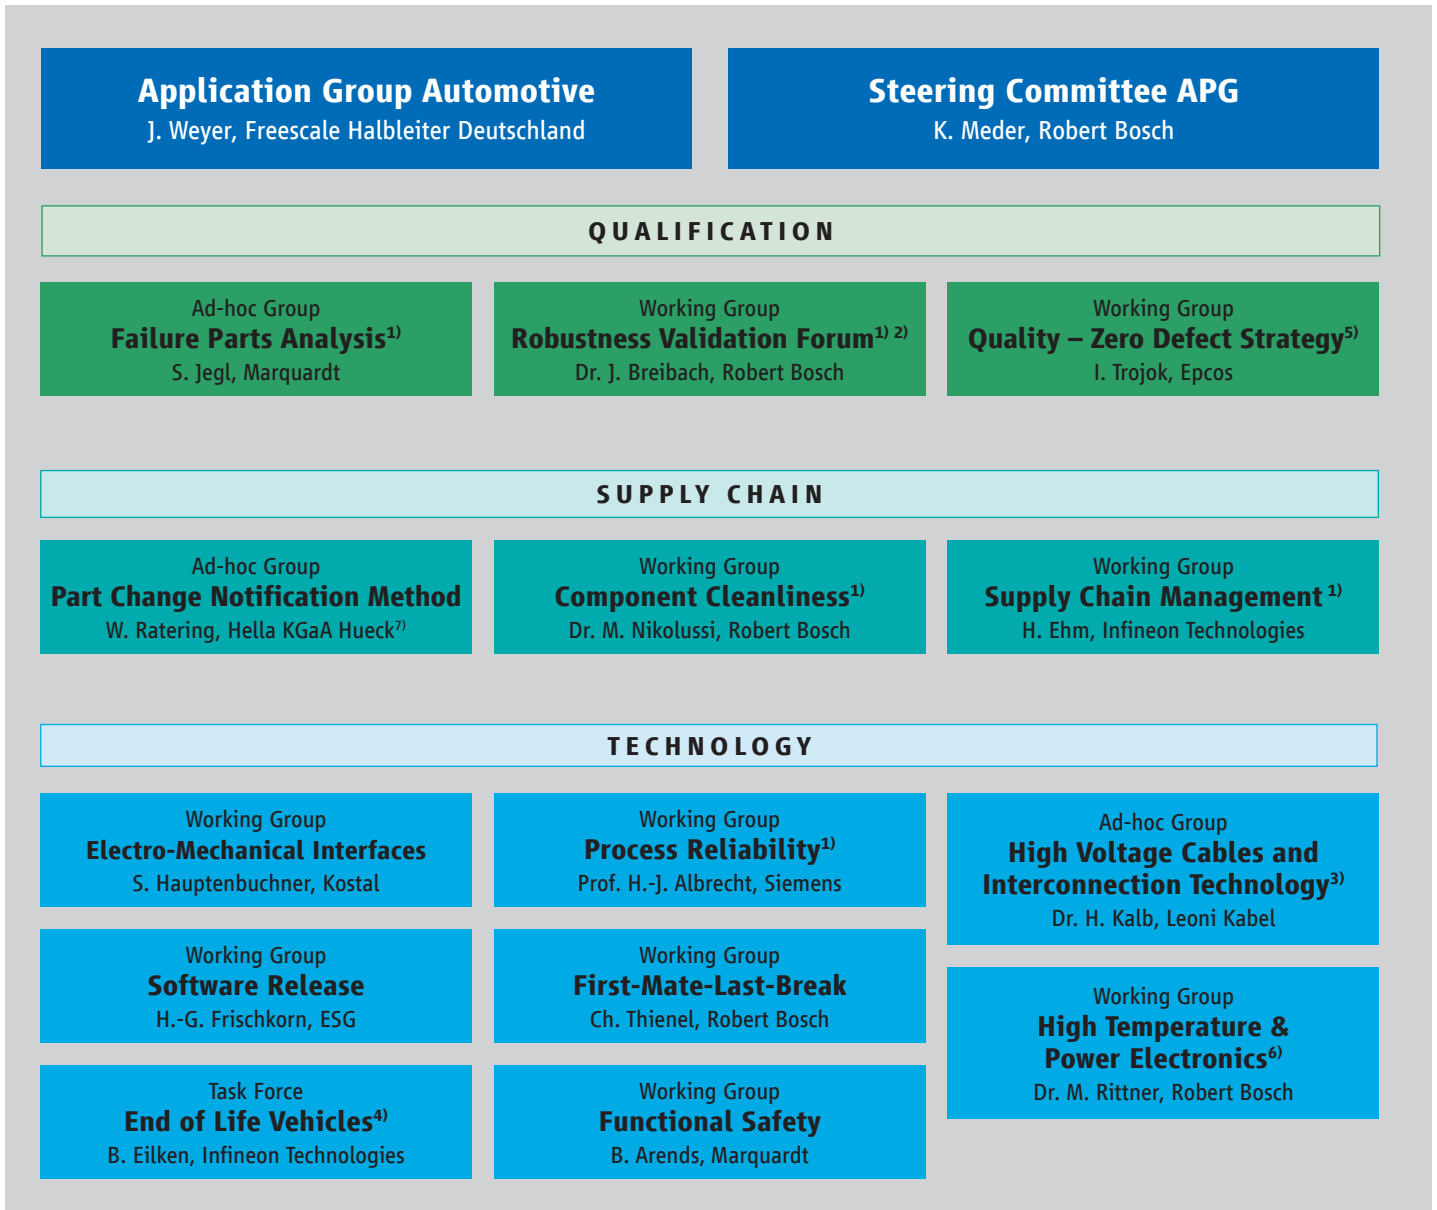 Application Group Automotive
J. Weyer, Freescale Halbleiter Deutschland
Steering Committee APG
K. Meder, Robert Bosch
QUALIFICATION
Ad-hoc Group
Failure Parts Analysis1)
S. Jegl, Marquardt
Working Group
Robustness Validation Forum1) 2)
Dr. J. Breibach, Robert Bosch
Working Group
Quality – Zero Defect Strategy5)
I. Trojok, Epcos
SUPPLY CHAIN
Ad-hoc Group
Part Change Notification Method
W. Ratering, Hella KGaA Hueck7)
Working Group
Component Cleanliness1)
Dr. M. Nikolussi, Robert Bosch
Working Group
Supply Chain Management 1)
H. Ehm, Infineon Technologies
TECHNOLOGY
Working Group
Electro-Mechanical Interfaces
S. Hauptenbuchner, Kostal
Working Group
Process Reliability1)
Prof. H.-J. Albrecht, Siemens
Ad-hoc Group
High Voltage Cables and
Interconnection Technology3)
Dr. H. Kalb, Leoni Kabel
Working Group
Software Release
H.-G. Frischkorn, ESG
Working Group
First-Mate-Last-Break
Ch. Thienel, Robert Bosch
Working Group
High Temperature &
Power Electronics6)
Dr. M. Rittner, Robert Bosch
Task Force
End of Life Vehicles4)
B. Eilken, Infineon Technologies
Working Group
Functional Safety
B. Arends, Marquardt